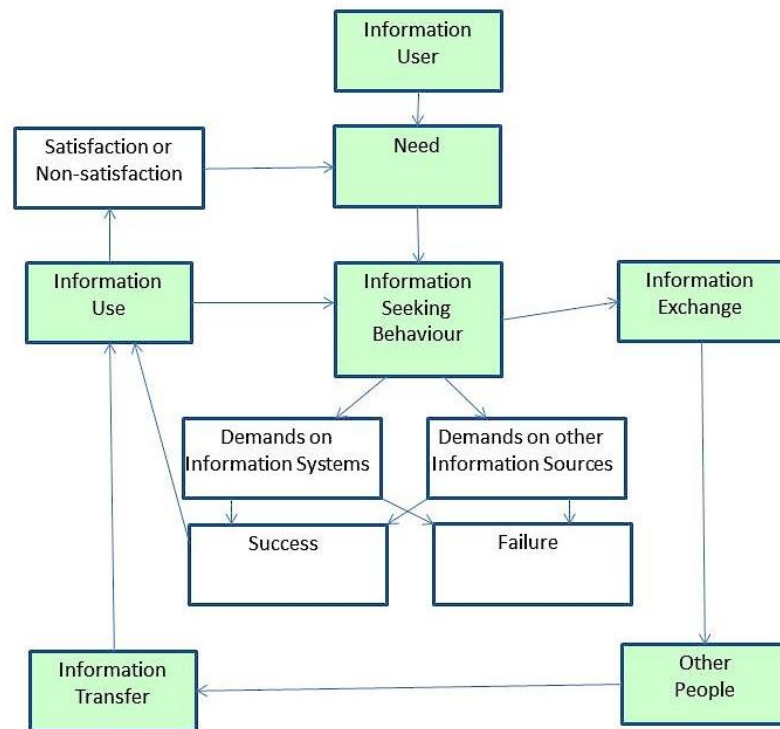 Information
User
Satisfaction or
Non-satisfaction
Need
Information
Use
Information
Seeking
Behaviour
Information
Exchange
Demands on
Information Systems
Demands on other
Information Sources
Success
Failure
Information
Transfer
Other
People